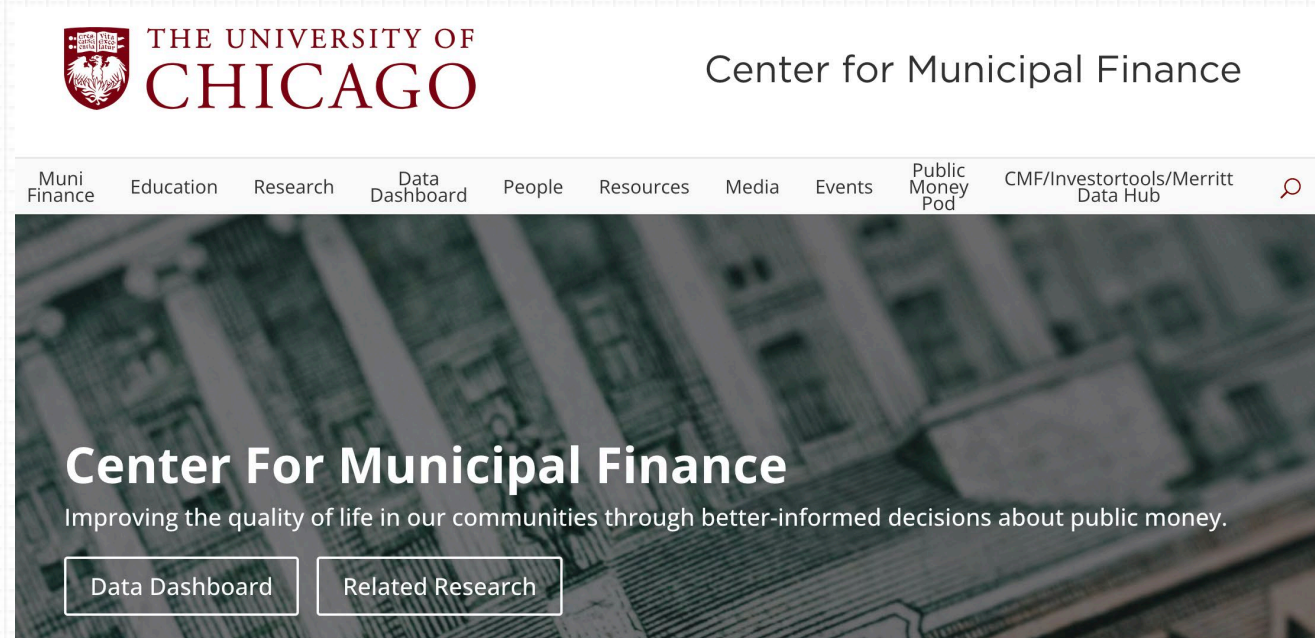 THE UNIVERSITY OF
CHICAGO
Center for Municipal Finance
Muni
Finance
Education
Research
Data
Dashboard
People
Resources
Media
Events
Public
Money
Pod
CMF/Investortools/Merritt
Data Hub
Center For Municipal Finance
Improving the quality of life in our communities through better-informed decisions about public money.
Data Dashboard
Related Research